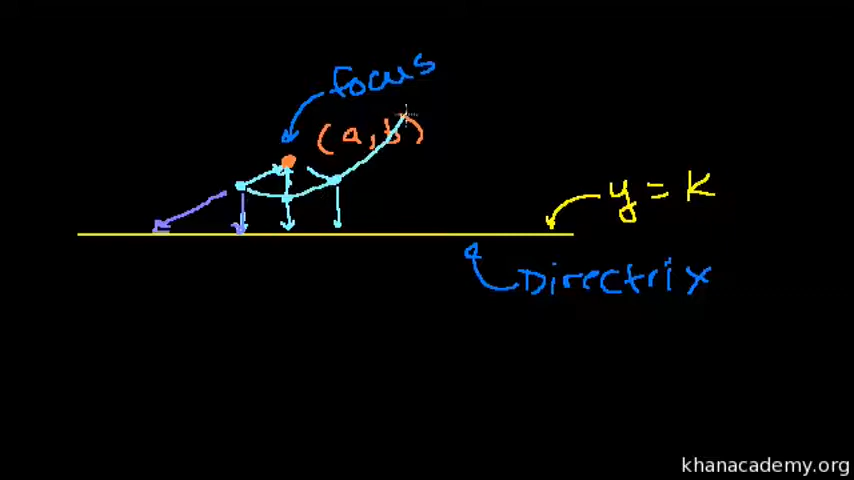 focus
(a, b)
y = k
Directrix
khanacademy.org